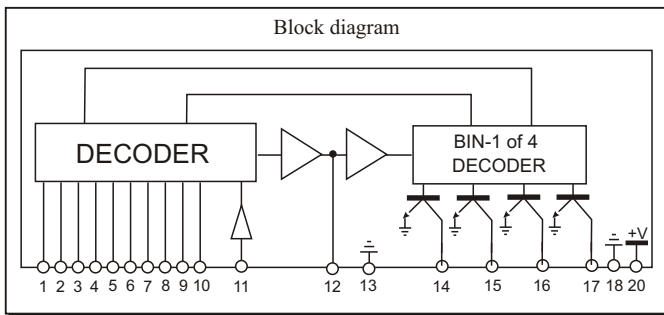 Block diagram
DECODER
BIN-1 of 4
DECODER
+V
1 2 3 4 5 6 7 8 9 10 11 12 13 14 15 16 17 18 20